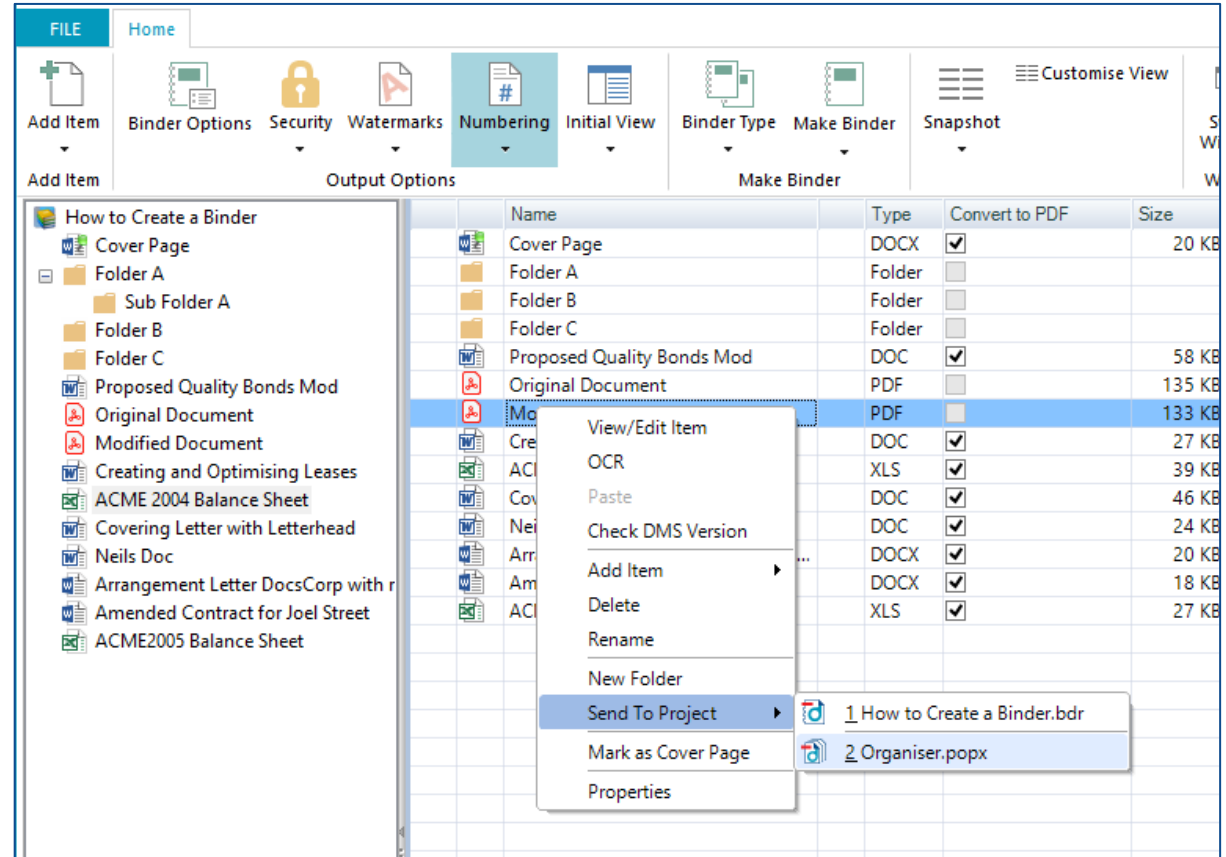 FILE Home
Customise View
Add Item Binder Options Security Watermarks Numbering Initial View Binder Type Make Binder Snapshot
Add Item Output Options Make Binder
How to Create a Binder
Cover Page
Folder A
Sub Folder A
Folder B
Folder C
Proposed Quality Bonds Mod
Original Document
Modified Document
Creating and Optimising Leases
ACME 2004 Balance Sheet
Covering Letter with Letterhead
Neils Doc
Arrangement Letter DocsCorp with r
Amended Contract for Joel Street
ACME2005 Balance Sheet
Name Type Convert to PDF Size
Cover Page DOCX 20 KB
Folder A Folder
Folder B Folder
Folder C Folder
Proposed Quality Bonds Mod DOC 58 KB
Original Document PDF 135 KB
Mo PDF 133 KB
Cre DOC 27 KB
ACI XLS 39 KB
Cov DOC 46 KB
Nei DOC 24 KB
Arr ... DOCX 20 KB
Am DOCX 18 KB
ACI XLS 27 KB
View/Edit Item
OCR
Paste
Check DMS Version
Add Item
Delete
Rename
New Folder
Send To Project
Mark as Cover Page
Properties
1 How to Create a Binder.bdr
2 Organiser.popx